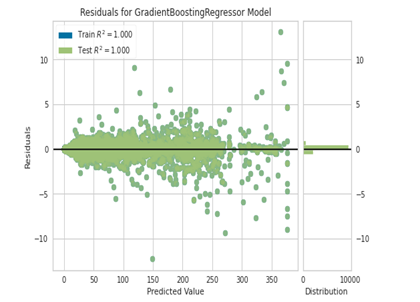 Residuals for GradientBoostingRegressor Model
Train R² = 1.000
Test R² = 1.000
10
5
0
−5
−10
Residuals
0 50 100 150 200 250 300 350
Predicted Value
10
5
0
−5
−10
0 10000
Distribution